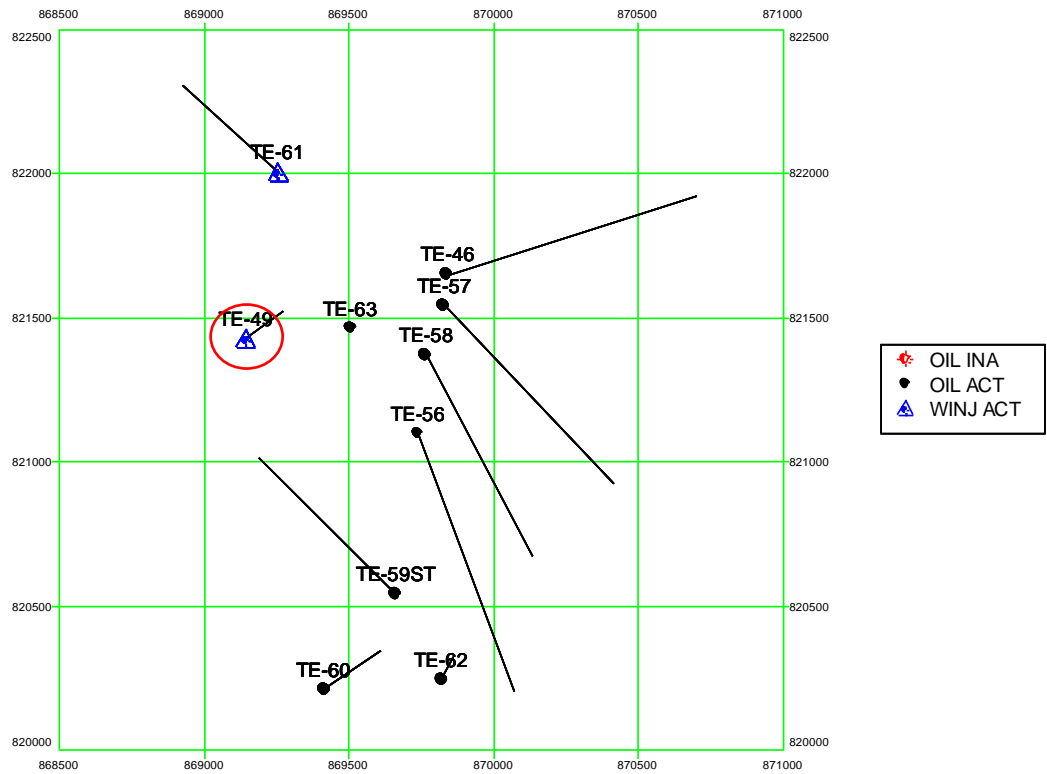 868500 869000 869500 870000 870500 871000
822500 822500
TE-61
822000 822000
TE-46
TE-57
TE-63
TE-49
821500 821500
TE-58
OIL INA
OIL ACT
WINJ ACT
TE-56
821000 821000
TE-59ST
820500 820500
TE-62
TE-60
820000 820000
868500 869000 869500 870000 870500 871000